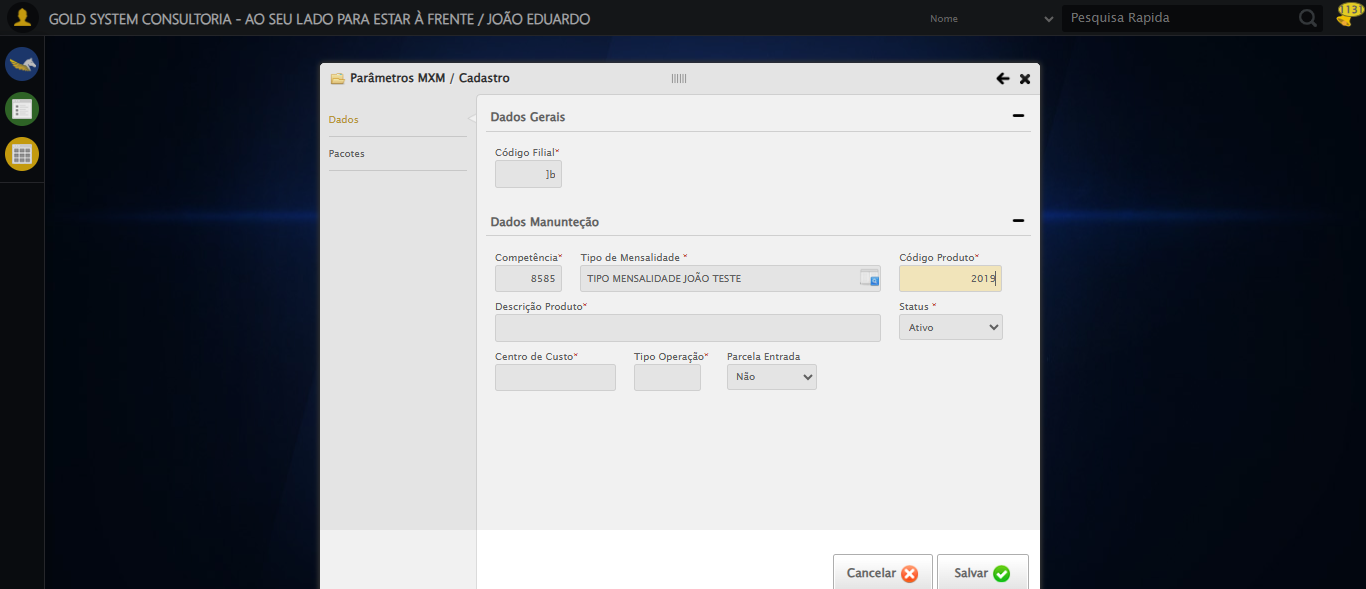 GOLD SYSTEM CONSULTORIA - AO SEU LADO PARA ESTAR À FRENTE / JOÃO EDUARDO
Nome
Pesquisa Rapida
113
Parâmetros MXM / Cadastro
Dados
Pacotes
Dados Gerais
Código Filial*
]b
Dados Manunteção
Competência* Tipo de Mensalidade * Código Produto*
8585 TIPO MENSALIDADE JOÃO TESTE 2019
Descrição Produto* Status *
Ativo
Centro de Custo* Tipo Operação* Parcela Entrada
Não
Cancelar Salvar